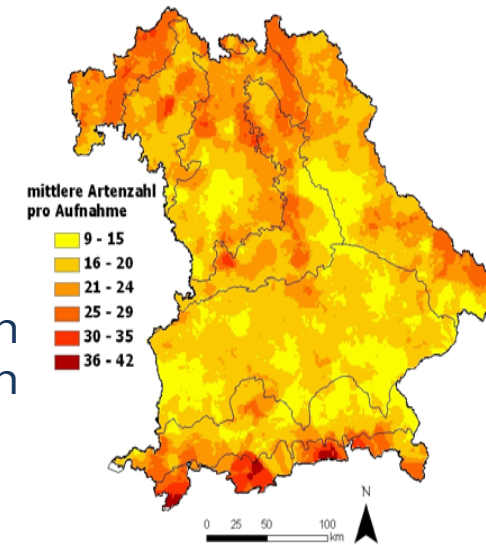 mittlere Artenzahl
pro Aufnahme
9 - 15
16 - 20
21 - 24
25 - 29
30 - 35
36 - 42
n
n
N
0 25 50 100
km